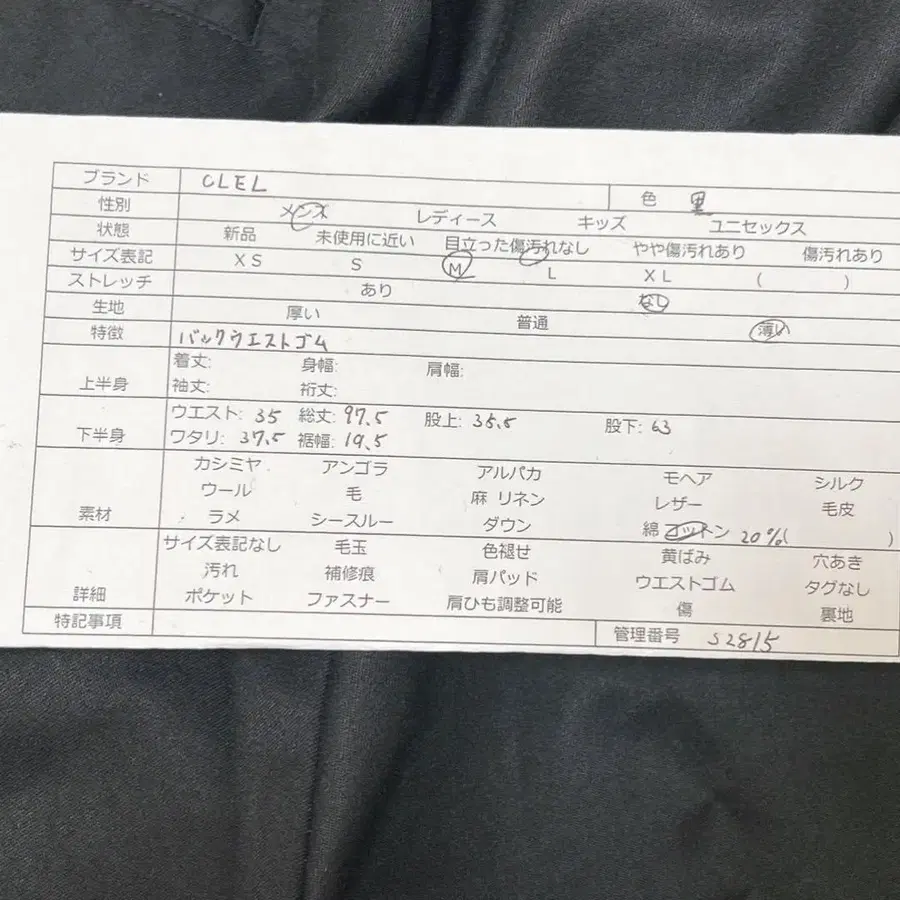 ブランド CLEL 色 黒
性別 メンズ レディース キッズ ユニセックス
状態 新品 未使用に近い 目立った傷汚れなし やや傷汚れあり 傷汚れあり
サイズ表記 XS S M L XL ( )
ストレッチ あり なし
生地 厚い 普通 薄い
特徴 バックウエストゴム
上半身 着丈: 身幅: 肩幅:
袖丈: 裄丈:
下半身 ウエスト: 35 総丈: 97.5 股上: 35.5 股下: 63
ワタリ: 37.5 裾幅: 19.5
素材 カシミヤ アンゴラ アルパカ モヘア シルク
ウール 毛 麻 リネン レザー 毛皮
ラメ シースルー ダウン 綿 コットン 20%( )
詳細 サイズ表記なし 毛玉 色褪せ 黄ばみ 穴あき
汚れ 補修痕 肩パッド ウエストゴム タグなし
ポケット ファスナー 肩ひも調整可能 傷 裏地
特記事項 管理番号 S2815